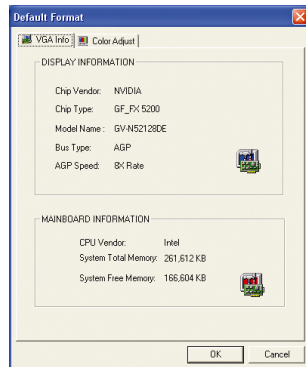 Default Format
VGA Info
Color Adjust
DISPLAY INFORMATION
Chip Vendor: NVIDIA
Chip Type: GF_FX 5200
Model Name : GV-N52128DE
Bus Type: AGP
AGP Speed: 8X Rate
MAINBOARD INFORMATION
CPU Vendor: Intel
System Total Memory: 261,612 KB
System Free Memory: 166,604 KB
OK
Cancel